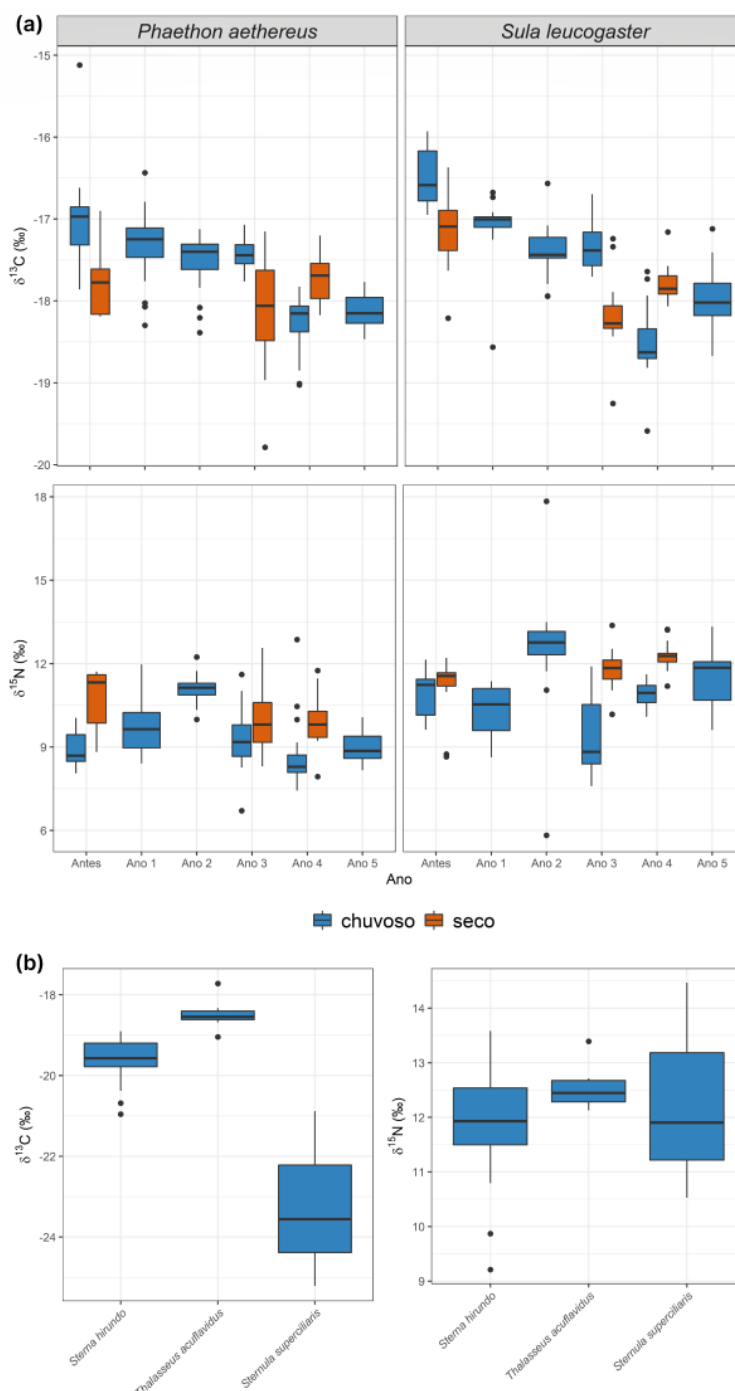 (a)
Phaethon aethereus
Sula leucogaster
-15
-16
-17
-18
-19
-20
δ13C (‰)
18
15
12
9
6
δ15N (‰)
Antes Ano 1 Ano 2 Ano 3 Ano 4 Ano 5
Antes Ano 1 Ano 2 Ano 3 Ano 4 Ano 5
Ano
chuvoso seco
(b)
-18
-20
-22
-24
δ13C (‰)
Sterna hirundo
Thalasseus acuflavidus
Sternula superciliaris
14
13
12
11
10
9
δ15N (‰)
Sterna hirundo
Thalasseus acuflavidus
Sternula superciliaris